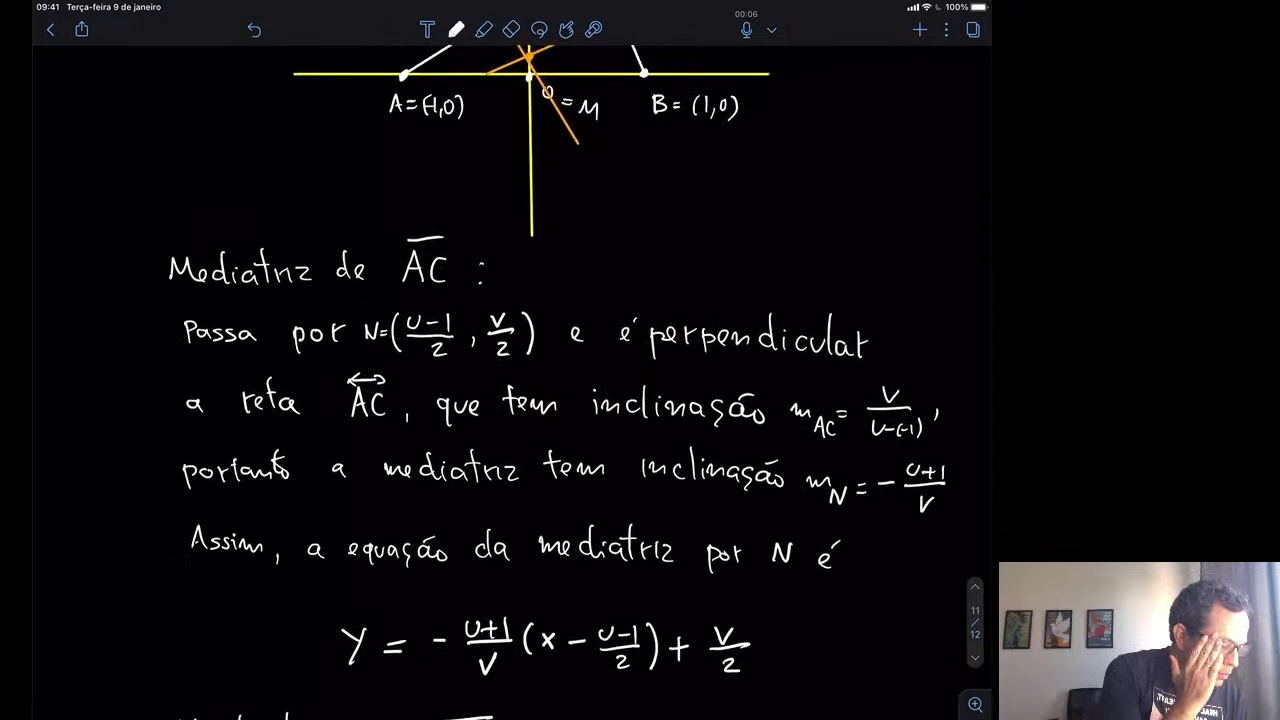 09:41 Terça-feira 9 de janeiro 100%
00:06
A=(-1,0) O = M B = (1,0)
Mediatriz de AC :
Passa por N=(u-1/2, v/2) e é perpendicular
a reta AC, que tem inclinação m_AC = v/u-(-1),
portanto a mediatriz tem inclinação m_N = - u+1/v
Assim, a equação da mediatriz por N é
y = - u+1/v (x - u-1/2) + v/2
11
/
12